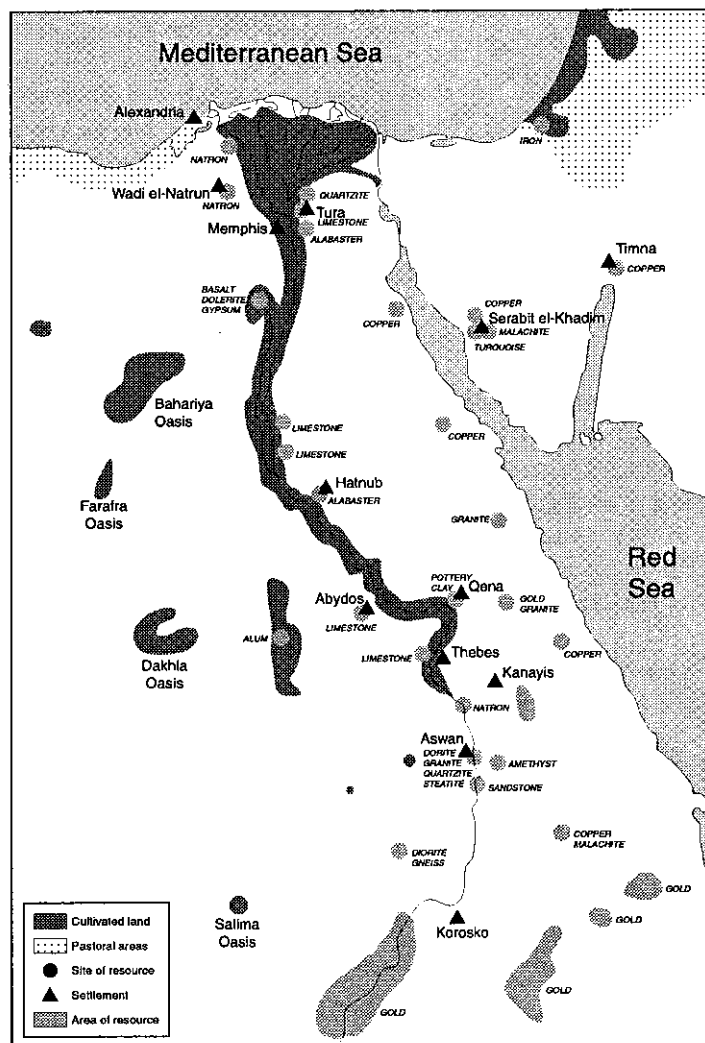 Mediterranean Sea
Alexandria
IRON
NATRON
Wadi el-Natrun
NATRON
QUARTZITE
Tura
LIMESTONE
Memphis
ALABASTER
Timna
COPPER
BASALT
DOLERITE
GYPSUM
COPPER
COPPER
Serabit el-Khadim
MALACHITE
TURQUOISE
Bahariya
Oasis
LIMESTONE
LIMESTONE
COPPER
Farafra
Oasis
Hatnub
ALABASTER
GRANITE
Red
Sea
POTTERY
CLAY
Qena
GOLD
GRANITE
Abydos
LIMESTONE
ALUM
Dakhla
Oasis
LIMESTONE
Thebes
COPPER
Kanayis
NATRON
Aswan
DORITE
GRANITE
QUARTZITE
STEATITE
AMETHYST
SANDSTONE
DIORITE
GNEISS
COPPER
MALACHITE
GOLD
GOLD
Salima
Oasis
Korosko
GOLD
GOLD
Cultivated land
Pastoral areas
Site of resource
Settlement
Area of resource